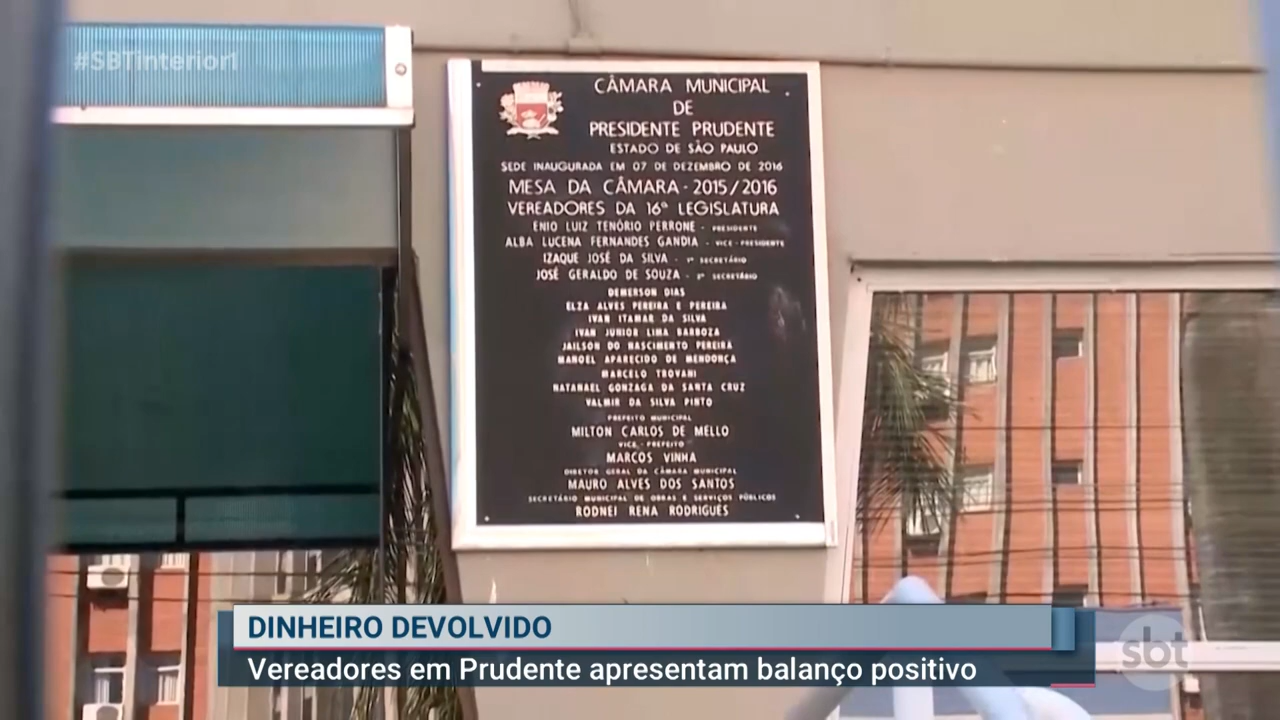 #SBTinterior1
CÂMARA MUNICIPAL
DE
PRESIDENTE PRUDENTE
ESTADO DE SÃO PAULO
SEDE INAUGURADA EM 07 DE DEZEMBRO DE 2016
MESA DA CÂMARA - 2015/2016
VEREADORES DA 16ª LEGISLATURA
ENIO LUIZ TENÓRIO PERRONE - PRESIDENTE
ALBA LUCENA FERNANDES GANDIA - VICE-PRESIDENTE
IZAQUE JOSÉ DA SILVA - 1º SECRETÁRIO
JOSÉ GERALDO DE SOUZA - 2º SECRETÁRIO
DEMERSON DIAS
ELZA ALVES PEREIRA E PEREIRA
IVAN ITAMAR DA SILVA
IVAN JUNIOR LIMA BARBOZA
JAILSON DO NASCIMENTO PEREIRA
MANOEL APARECIDO DE MENDONÇA
MARCELO TROVANI
NATANAEL GONZAGA DA SANTA CRUZ
VALMIR DA SILVA PINTO
PREFEITO MUNICIPAL
MILTON CARLOS DE MELLO
VICE-PREFEITO
MARCOS VINHA
DIRETOR GERAL DA CÂMARA MUNICIPAL
MAURO ALVES DOS SANTOS
SECRETÁRIO MUNICIPAL DE OBRAS E SERVIÇOS PÚBLICOS
RODNEI RENA RODRIGUES
DINHEIRO DEVOLVIDO
Vereadores em Prudente apresentam balanço positivo
sbt